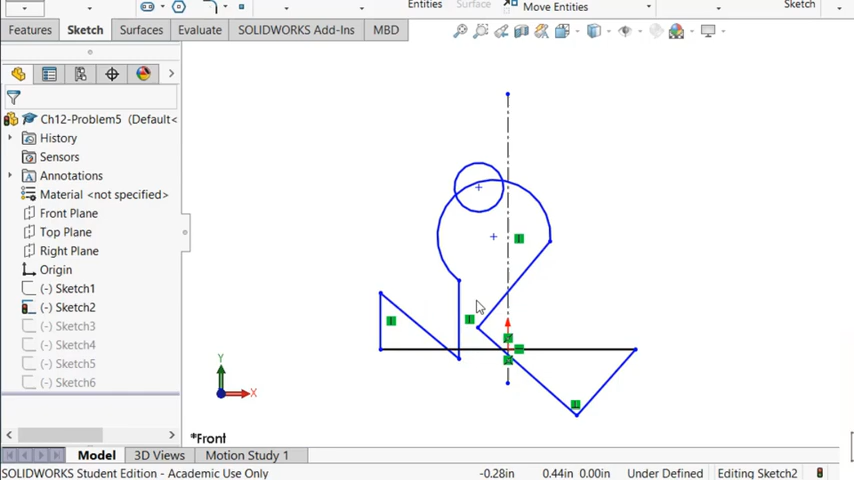 Entities
Surface
Move Entities
Sketch
Features
Sketch
Surfaces
Evaluate
SOLIDWORKS Add-Ins
MBD
Ch12-Problem5 (Default<
History
Sensors
Annotations
Material <not specified>
Front Plane
Top Plane
Right Plane
Origin
(-) Sketch1
(-) Sketch2
(-) Sketch3
(-) Sketch4
(-) Sketch5
(-) Sketch6
Y
X
*Front
Model
3D Views
Motion Study 1
SOLIDWORKS Student Edition - Academic Use Only
-0.28in
0.44in
0.00in
Under Defined
Editing Sketch2